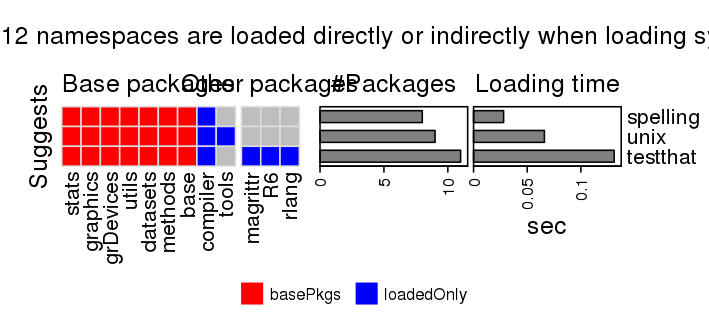 12 namespaces are loaded directly or indirectly when loading sy
Base packages
Other packages
#Packages
Loading time
Suggests
spelling
unix
testthat
stats
graphics
grDevices
utils
datasets
methods
base
compiler
tools
magrittr
R6
rlang
0
5
10
0
0.05
0.1
sec
basePkgs
loadedOnly